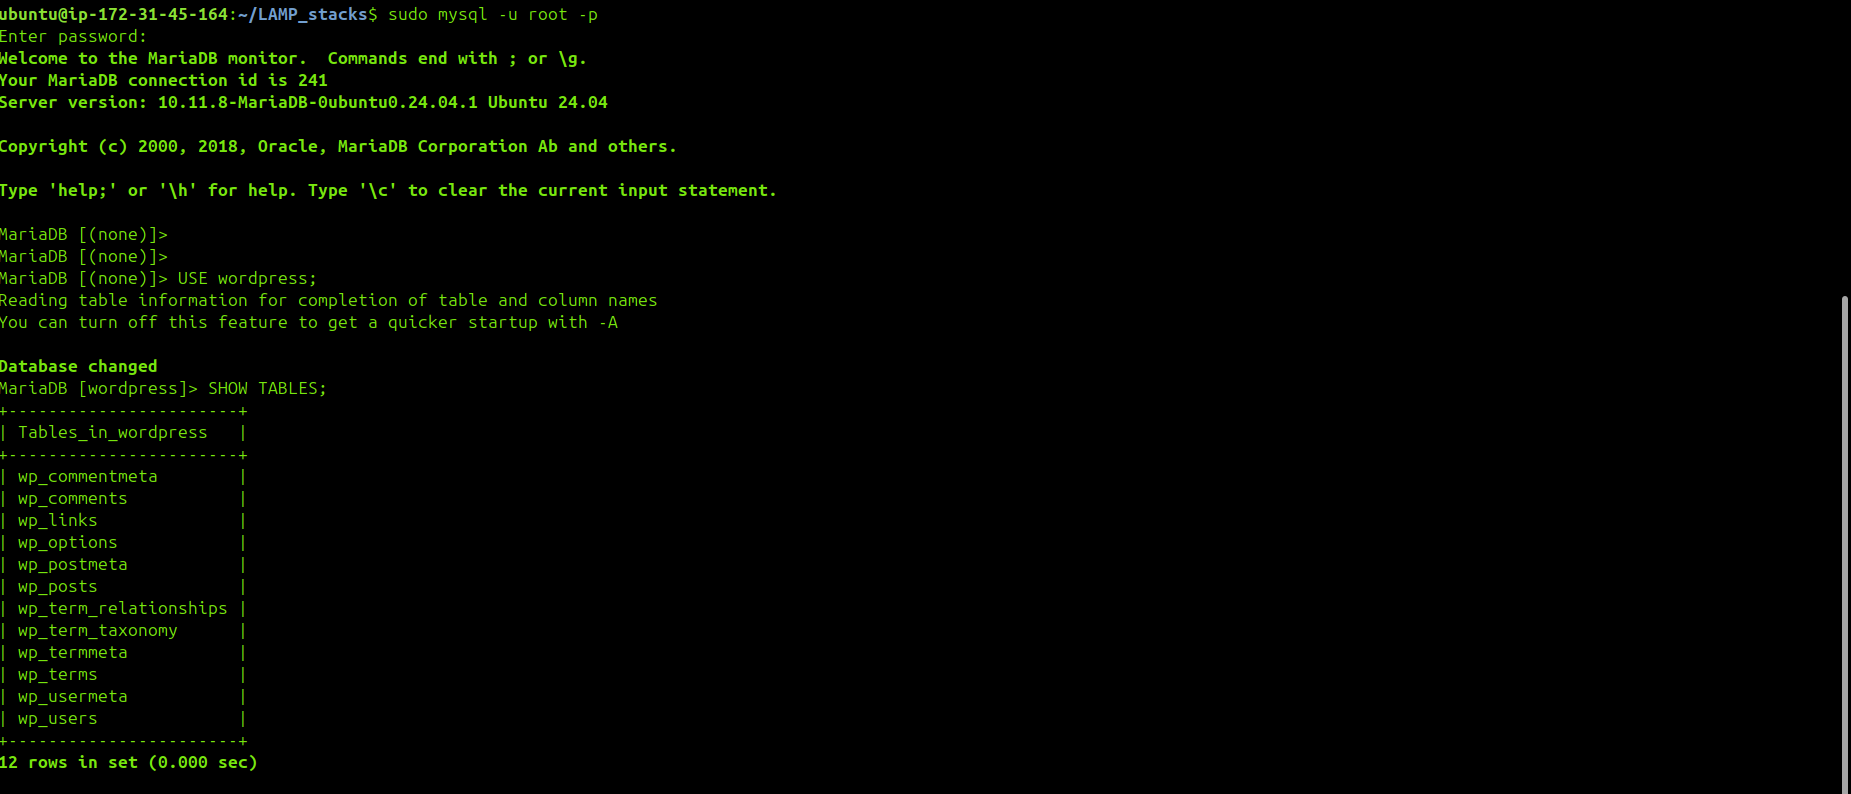 ubuntu@ip-172-31-45-164:~/LAMP_stacks$ sudo mysql -u root -p
Enter password:
Welcome to the MariaDB monitor.  Commands end with ; or \g.
Your MariaDB connection id is 241
Server version: 10.11.8-MariaDB-0ubuntu0.24.04.1 Ubuntu 24.04

Copyright (c) 2000, 2018, Oracle, MariaDB Corporation Ab and others.

Type 'help;' or '\h' for help. Type '\c' to clear the current input statement.

MariaDB [(none)]>
MariaDB [(none)]>
MariaDB [(none)]> USE wordpress;
Reading table information for completion of table and column names
You can turn off this feature to get a quicker startup with -A

Database changed
MariaDB [wordpress]> SHOW TABLES;
+-----------------------+
| Tables_in_wordpress   |
+-----------------------+
| wp_commentmeta        |
| wp_comments           |
| wp_links              |
| wp_options            |
| wp_postmeta           |
| wp_posts              |
| wp_term_relationships |
| wp_term_taxonomy      |
| wp_termmeta           |
| wp_terms              |
| wp_usermeta           |
| wp_users              |
+-----------------------+
12 rows in set (0.000 sec)